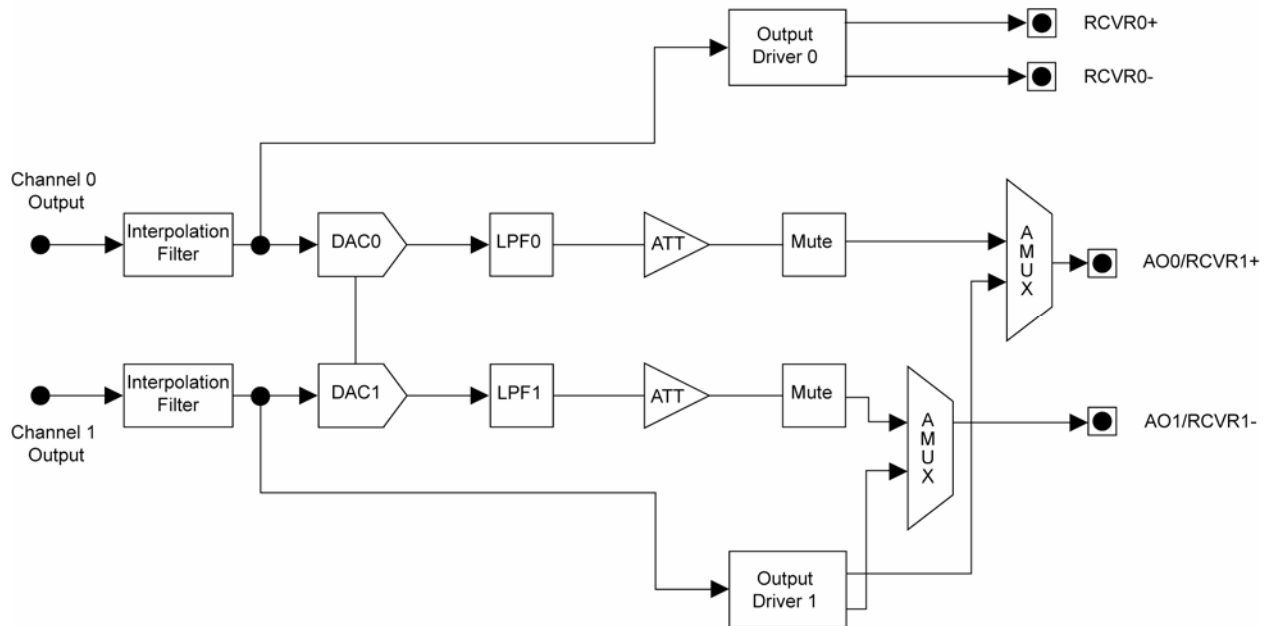 Output
Driver 0
RCVR0+
RCVR0-
Channel 0
Output
Interpolation
Filter
DAC0
LPF0
ATT
Mute
A
M
U
X
AO0/RCVR1+
Interpolation
Filter
DAC1
LPF1
ATT
Mute
A
M
U
X
AO1/RCVR1-
Channel 1
Output
Output
Driver 1